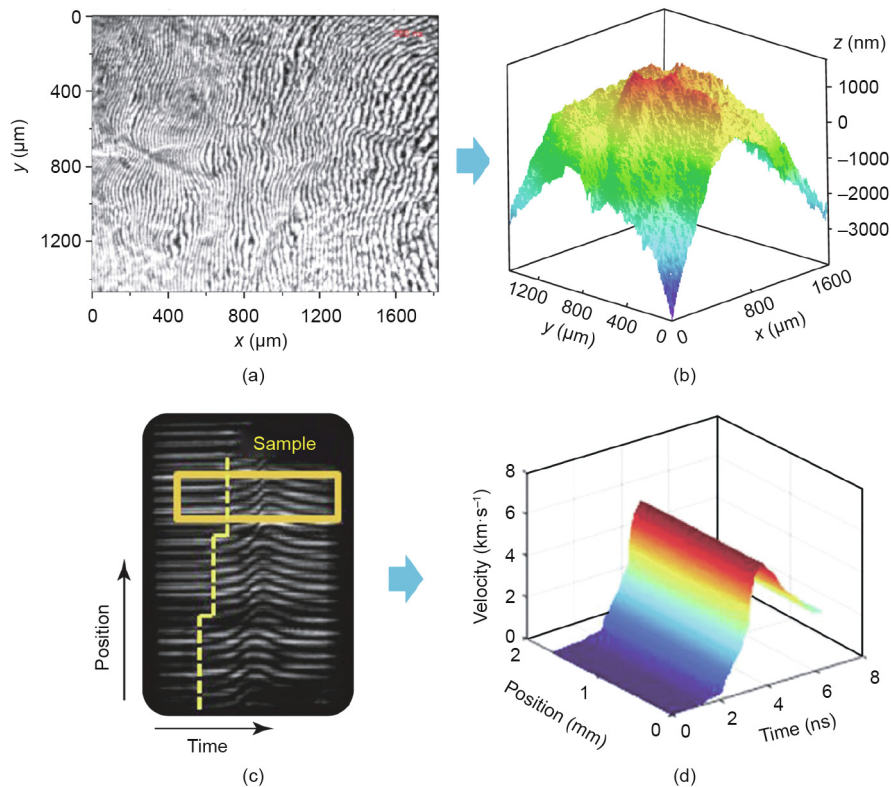 0
400
800
1200
y (μm)
0
400
800
1200
1600
x (μm)
(a)
z (nm)
1000
0
−1000
−2000
−3000
1200
800
400
0
y (μm)
0
800
1600
x (μm)
(b)
Sample
Position
Time
(c)
8
6
4
2
0
Velocity (km·s⁻¹)
2
1
0
Position (mm)
0
2
4
6
8
Time (ns)
(d)